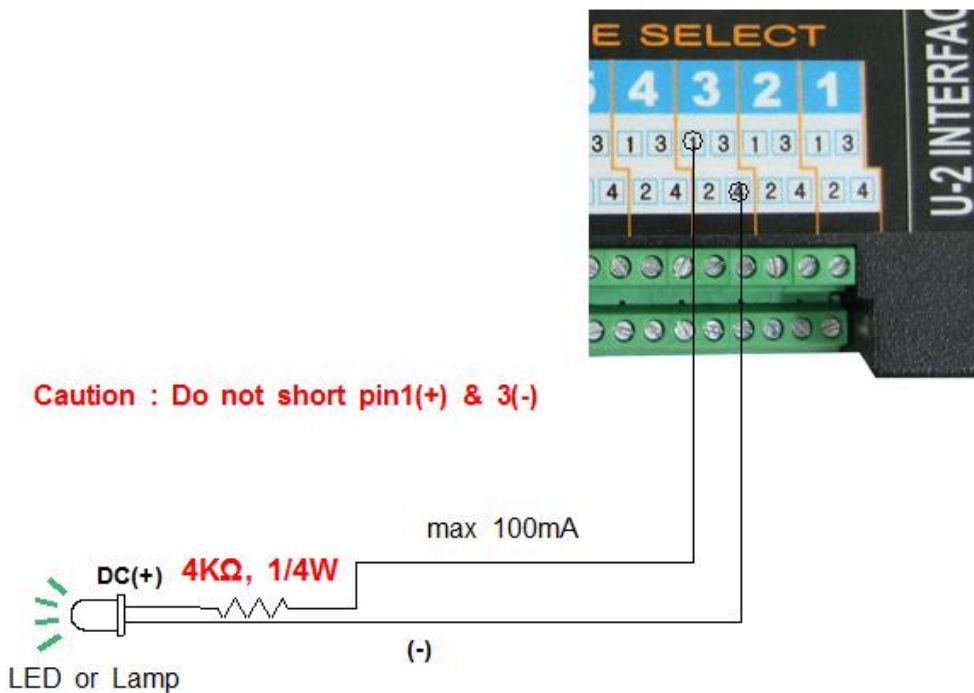 E SELECT
4 3 2 1
3 1 3 1 3 1 3 1 3
4 2 4 2 4 2 4 2 4
U-2 INTERFAC
Caution : Do not short pin1(+) & 3(-)
max 100mA
DC(+) 4KΩ, 1/4W
(-)
LED or Lamp